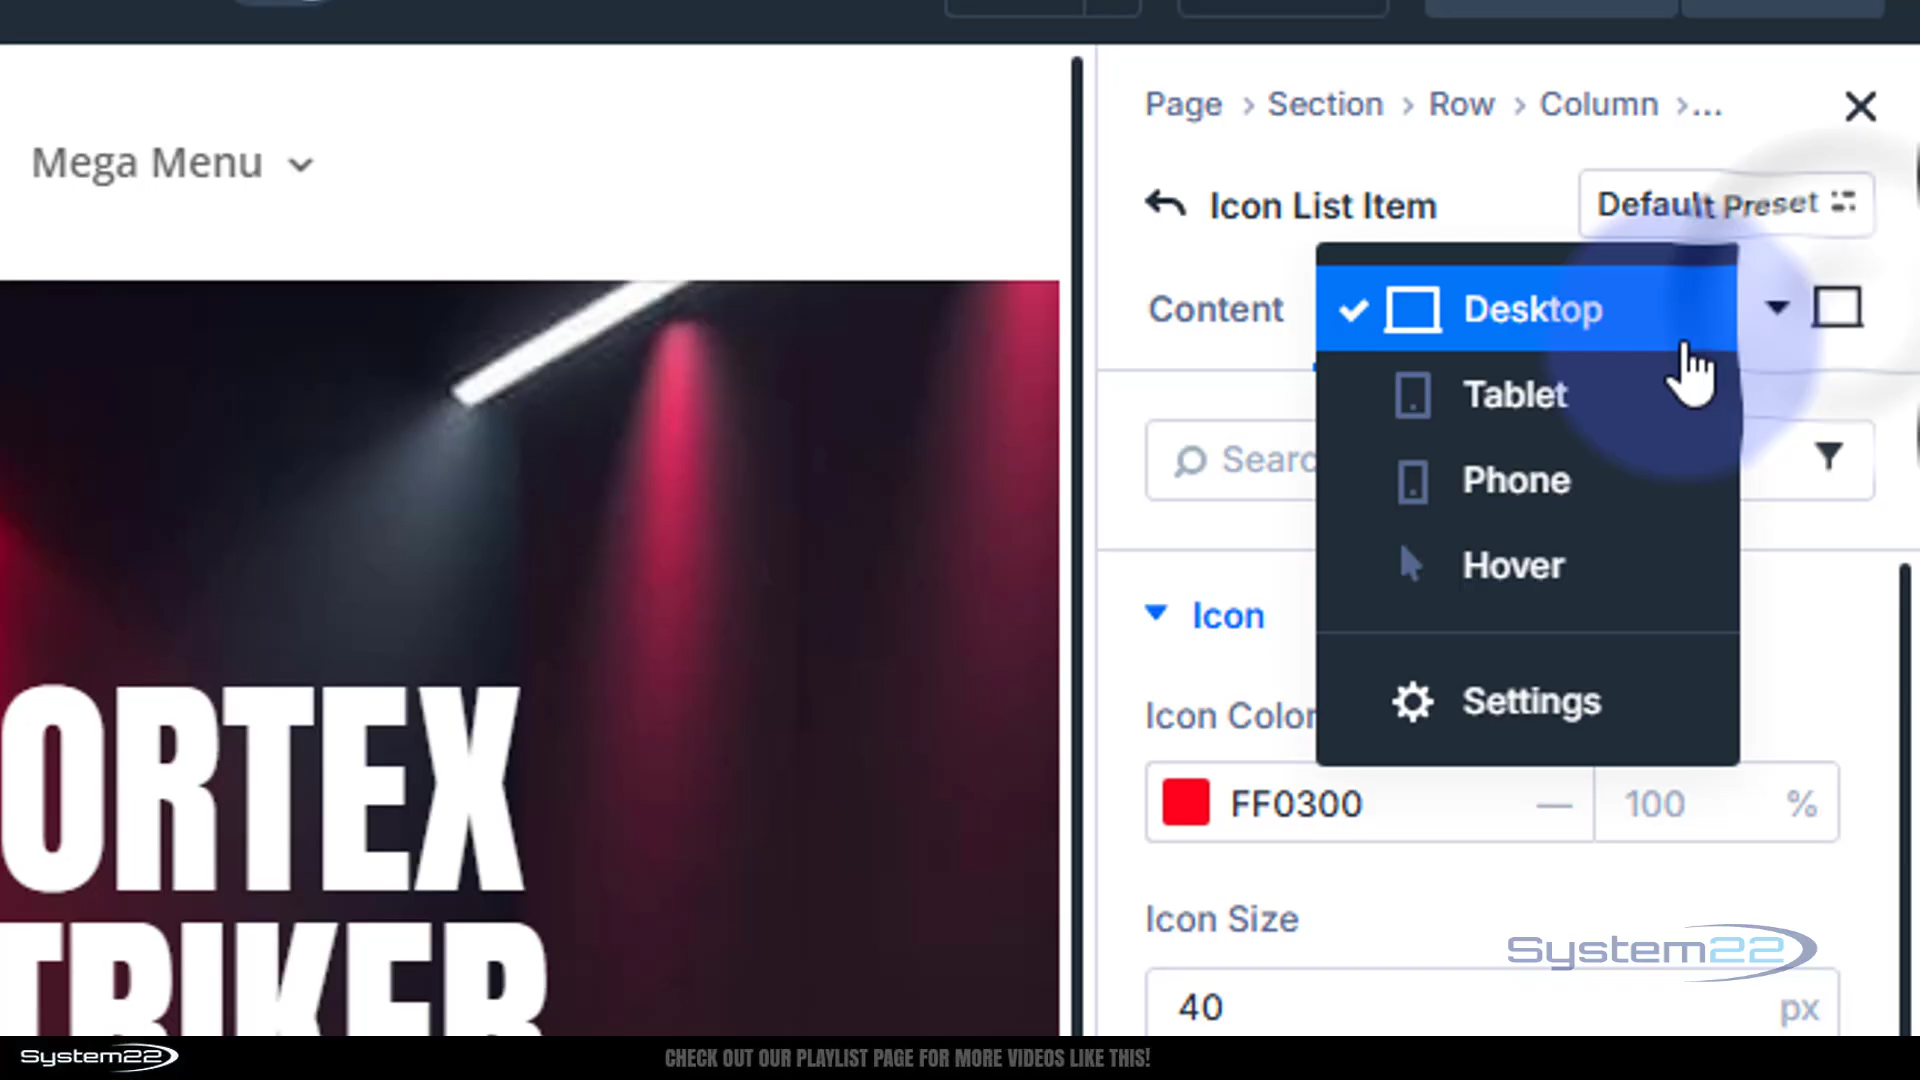 Mega Menu
ORTEX
TRIKER
Page > Section > Row > Column > ...
Icon List Item
Default Preset
Content
Desktop
Tablet
Phone
Hover
Settings
Searc
Icon
Icon Color
FF0300 — 100 %
Icon Size
40 px
System22
System22
CHECK OUT OUR PLAYLIST PAGE FOR MORE VIDEOS LIKE THIS!